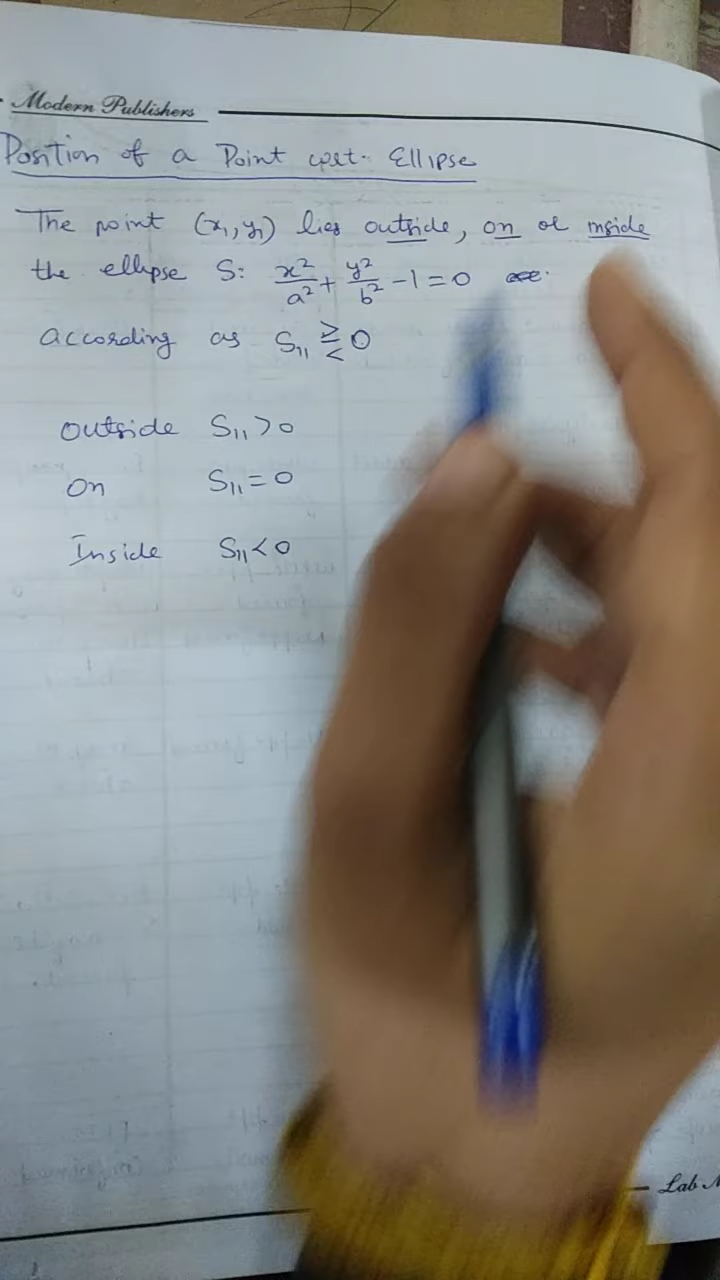 Modern Publishers
Position of a Point wrt. Ellipse
The point (x₁, y₁) lies outside, on or inside
the ellipse S: x²/a² + y²/b² - 1 = 0
according as S₁₁ ⪌ 0
Outside S₁₁ > 0
On S₁₁ = 0
Inside S₁₁ < 0
Lab